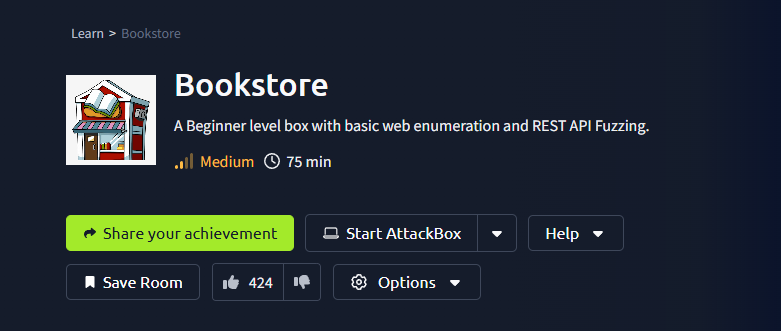 Learn > Bookstore
Bookstore
A Beginner level box with basic web enumeration and REST API Fuzzing.
Medium 75 min
Share your achievement Start AttackBox Help
Save Room 424 Options